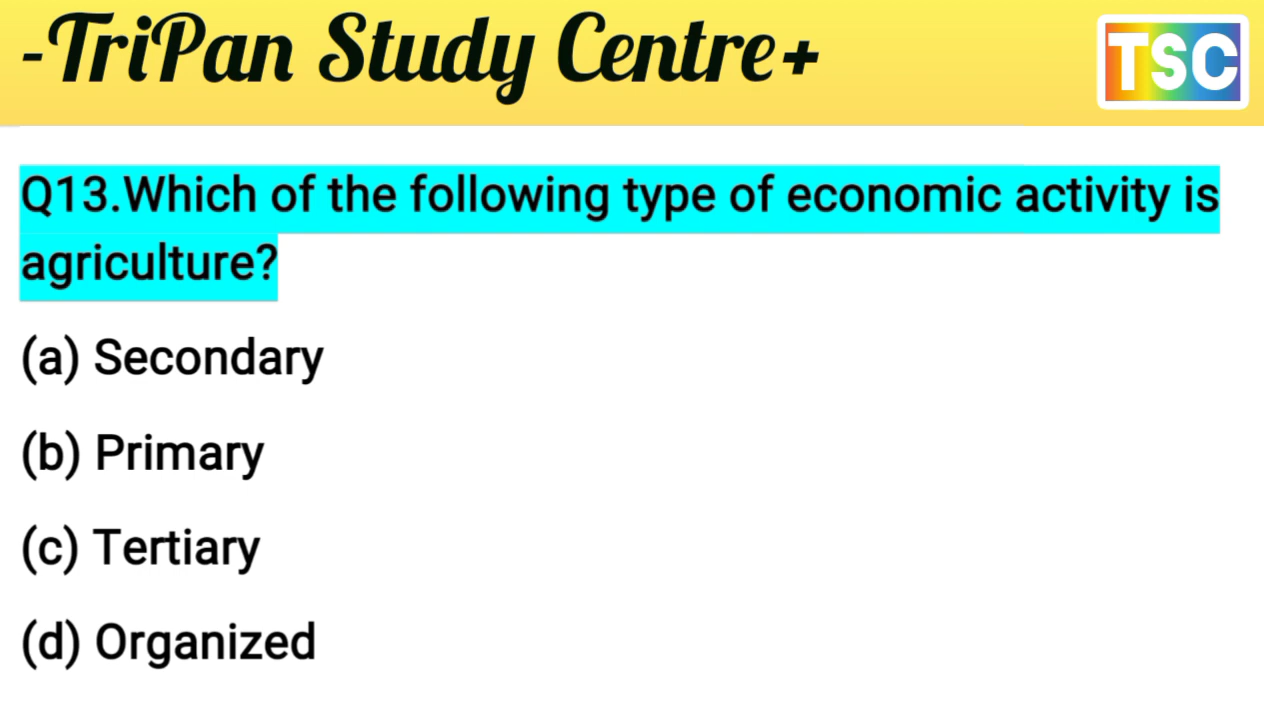 -TriPan Study Centre+
TSC
Q13.Which of the following type of economic activity is
agriculture?
(a) Secondary
(b) Primary
(c) Tertiary
(d) Organized